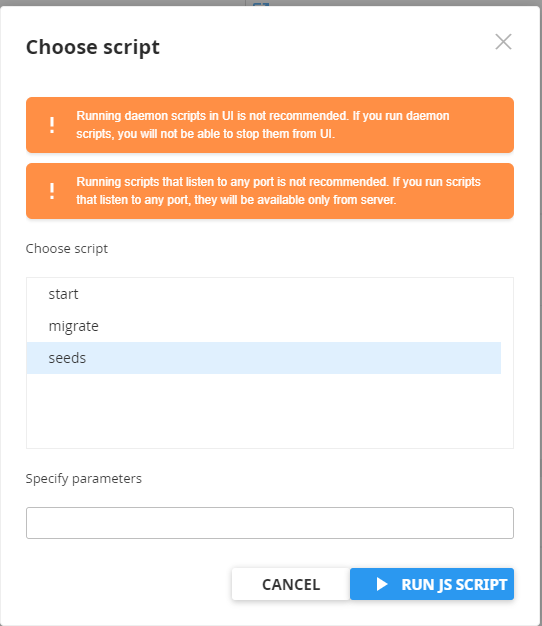 Choose script
Running daemon scripts in UI is not recommended. If you run daemon
scripts, you will not be able to stop them from UI.
Running scripts that listen to any port is not recommended. If you run scripts
that listen to any port, they will be available only from server.
Choose script
start
migrate
seeds
Specify parameters
CANCEL
RUN JS SCRIPT